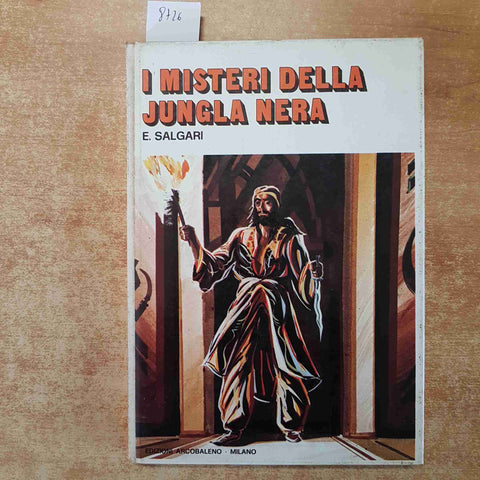 8726
I MISTERI DELLA
JUNGLA NERA
E. SALGARI
EDIZIONI ARCOBALENO - MILANO